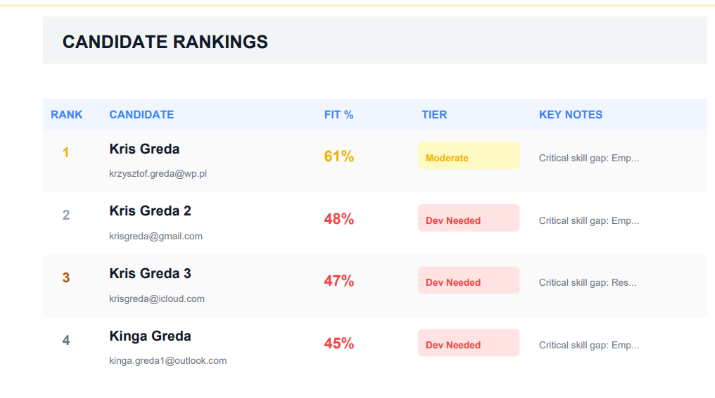 CANDIDATE RANKINGS
RANK CANDIDATE FIT % TIER KEY NOTES
1 Kris Greda 61% Moderate Critical skill gap: Emp...
krzysztof.greda@wp.pl
2 Kris Greda 2 48% Dev Needed Critical skill gap: Emp...
krisgreda@gmail.com
3 Kris Greda 3 47% Dev Needed Critical skill gap: Res...
krisgreda@icloud.com
4 Kinga Greda 45% Dev Needed Critical skill gap: Emp...
kinga.greda1@outlook.com